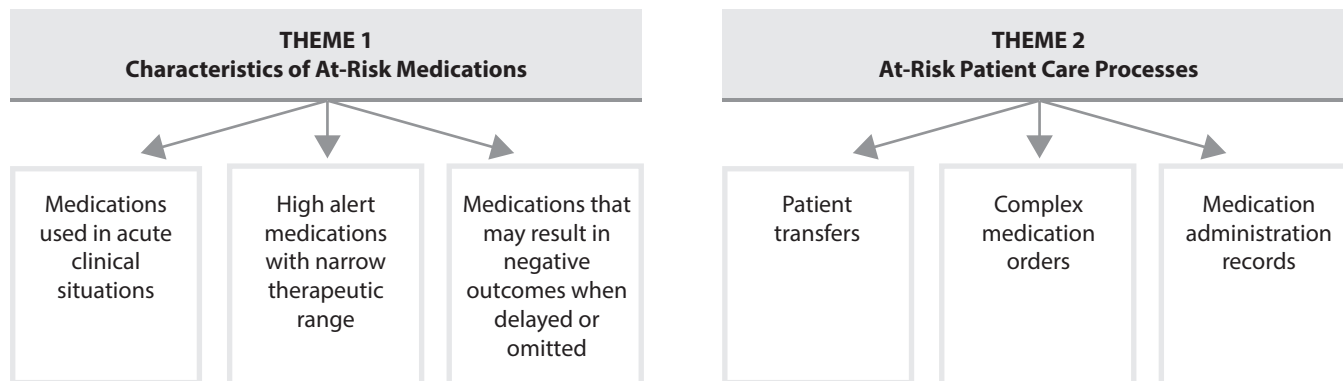 THEME 1
Characteristics of At-Risk Medications
Medications
used in acute
clinical
situations
High alert
medications
with narrow
therapeutic
range
Medications that
may result in
negative
outcomes when
delayed or
omitted
THEME 2
At-Risk Patient Care Processes
Patient
transfers
Complex
medication
orders
Medication
administration
records